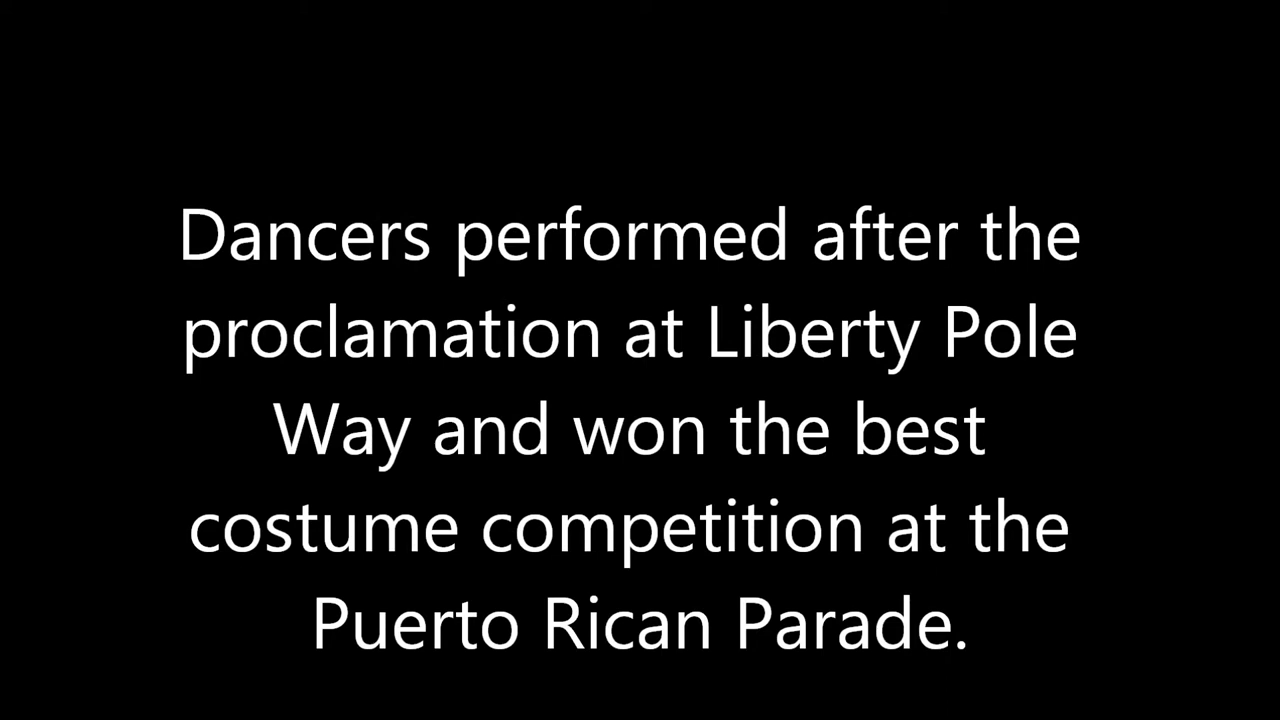 Dancers performed after the
proclamation at Liberty Pole
Way and won the best
costume competition at the
Puerto Rican Parade.